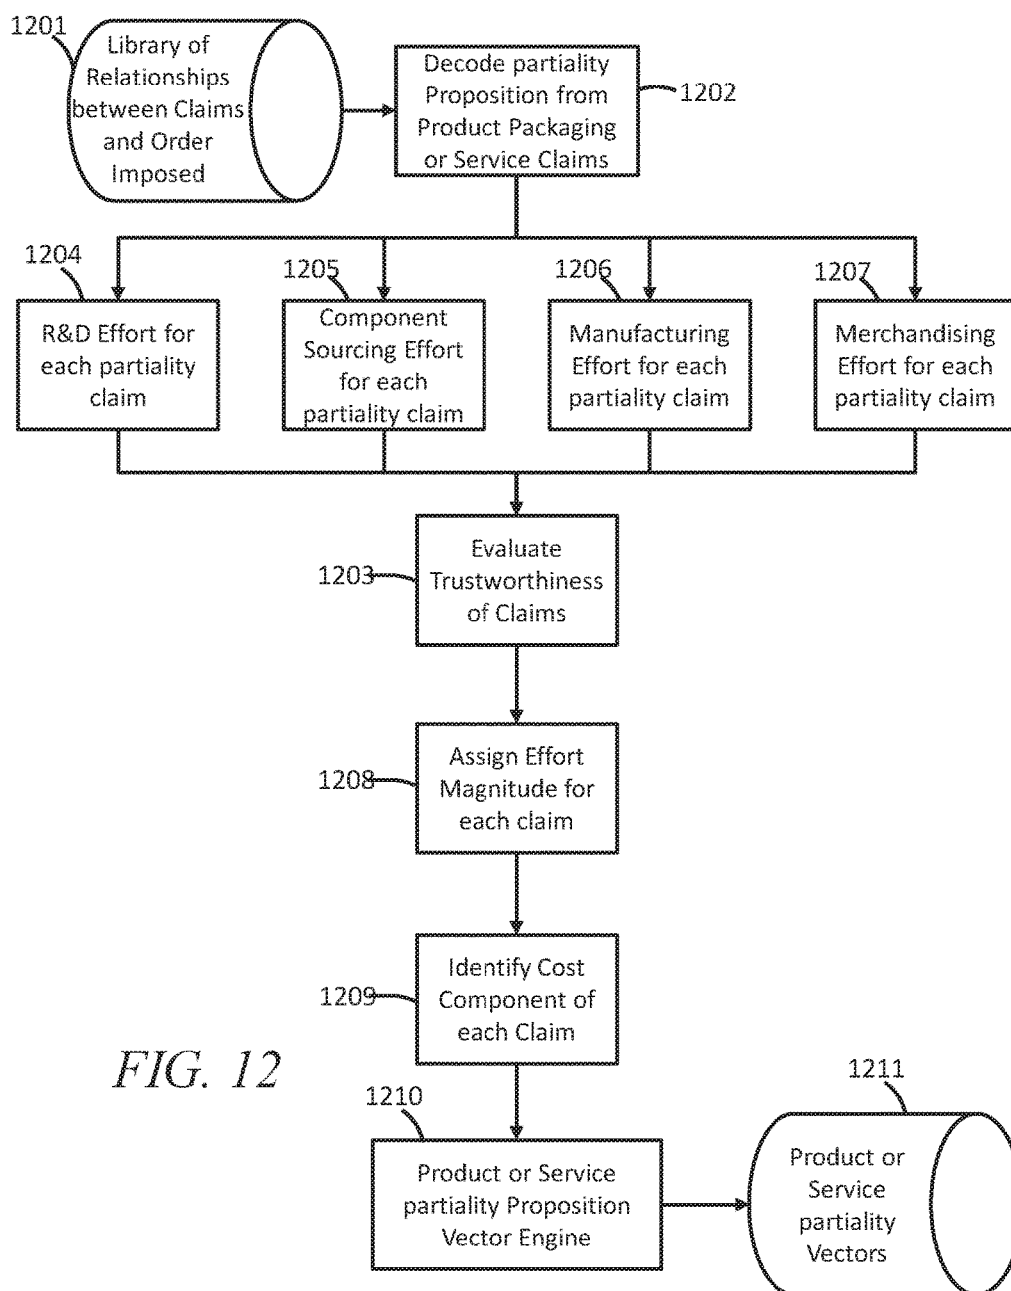 1201
Library of
Relationships
between Claims
and Order
Imposed
Decode partiality
Proposition from
Product Packaging
or Service Claims
1202
1204
R&D Effort for
each partiality
claim
1205
Component
Sourcing Effort
for each
partiality claim
1206
Manufacturing
Effort for each
partiality claim
1207
Merchandising
Effort for each
partiality claim
1203
Evaluate
Trustworthiness
of Claims
1208
Assign Effort
Magnitude for
each claim
1209
Identify Cost
Component of
each Claim
FIG. 12
1210
Product or Service
partiality Proposition
Vector Engine
1211
Product or
Service
partiality
Vectors